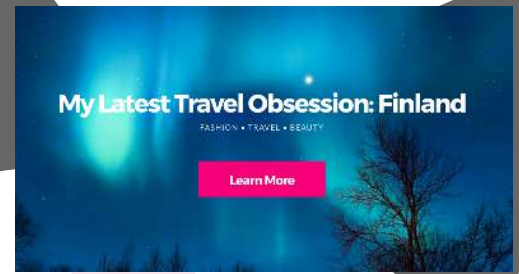 My Latest Travel Obsession: Finland
FASHION • TRAVEL • BEAUTY
Learn More